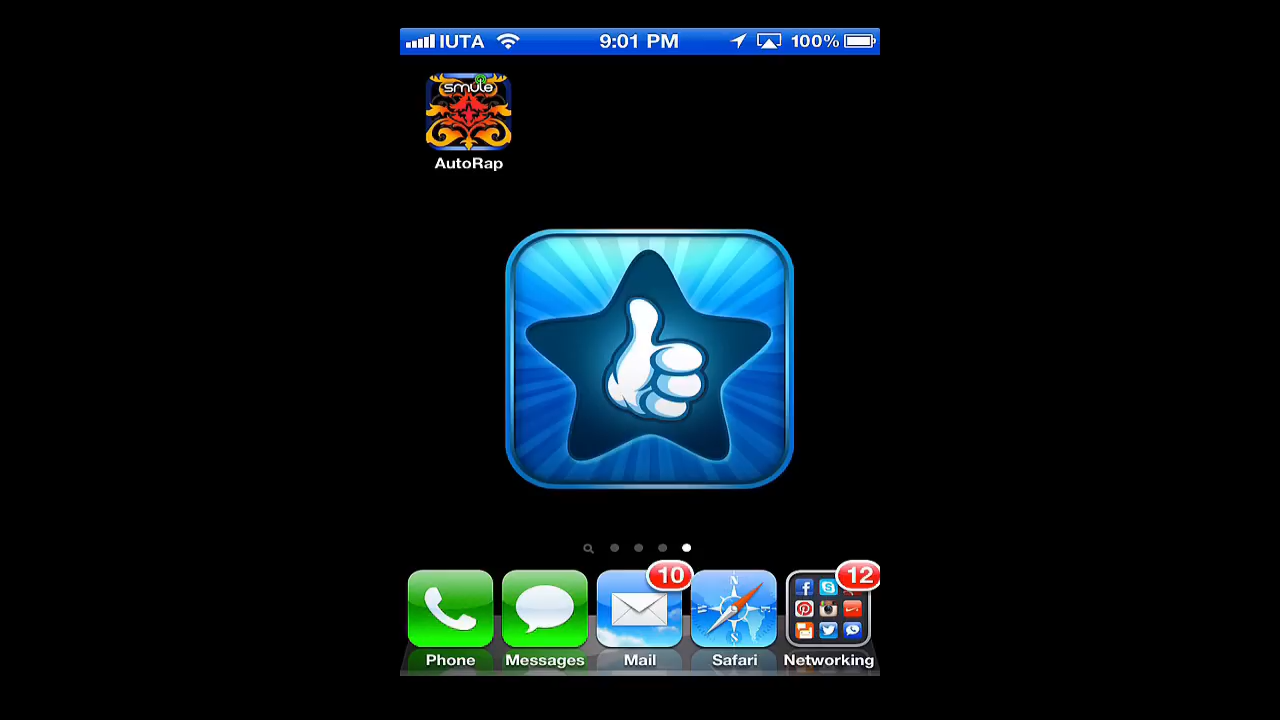 IUTA 9:01 PM 100%
smule
AutoRap
10 12
N
S
Phone Messages Mail Safari Networking